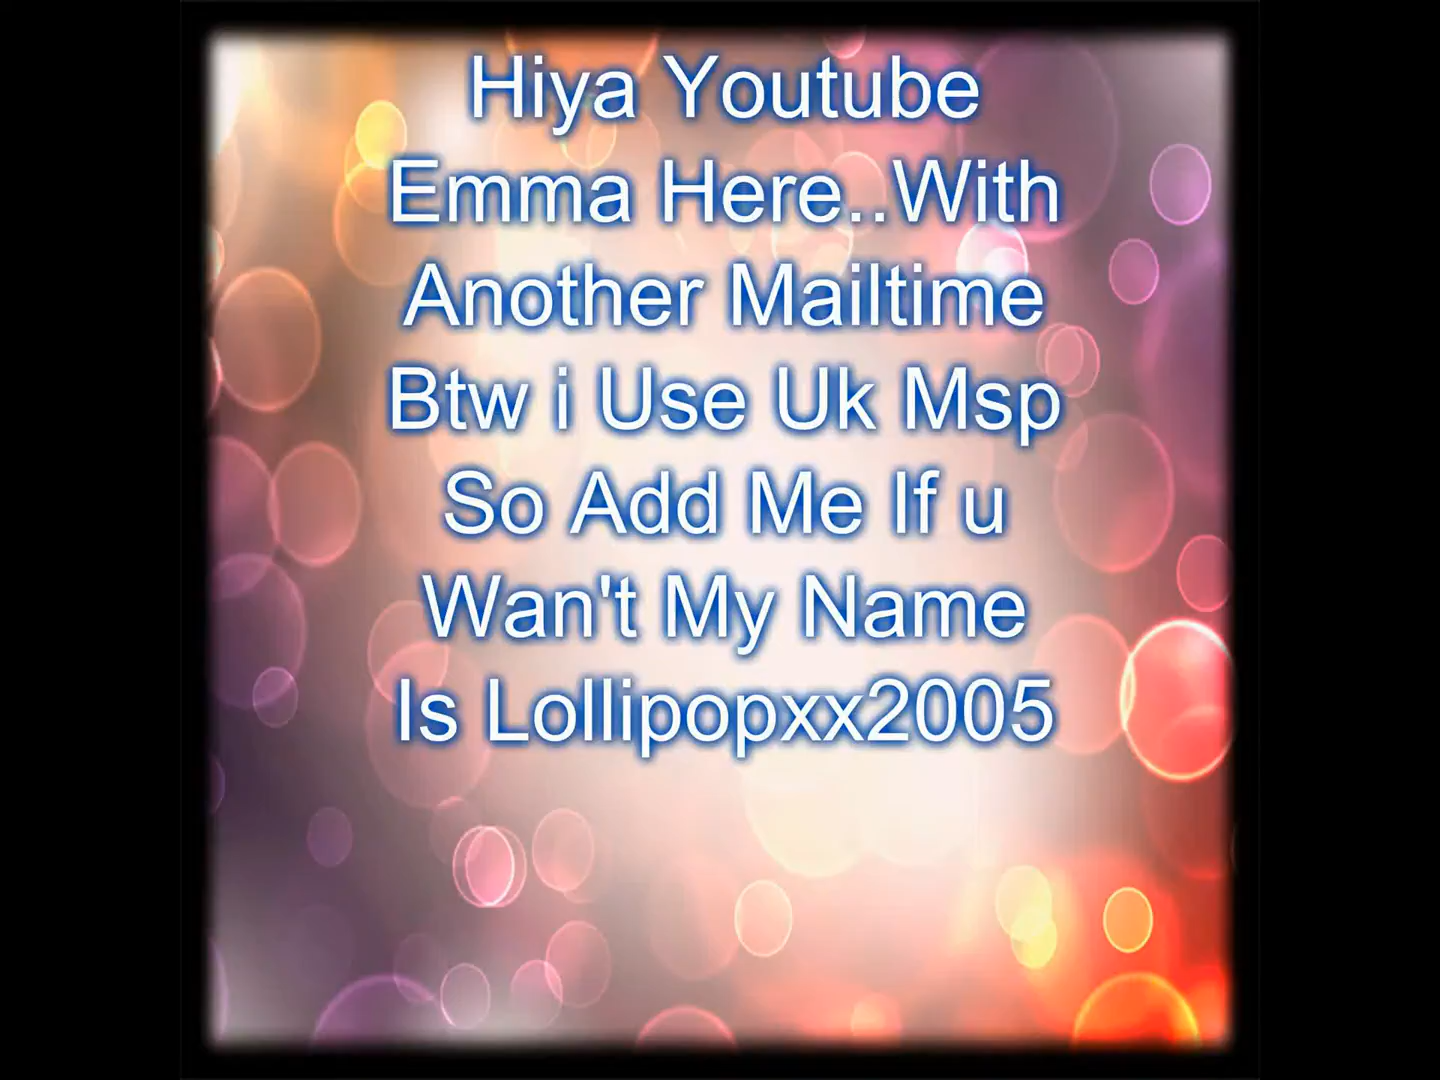 Hiya Youtube
Emma Here..With
Another Mailtime
Btw i Use Uk Msp
So Add Me If u
Wan't My Name
Is Lollipopxx2005